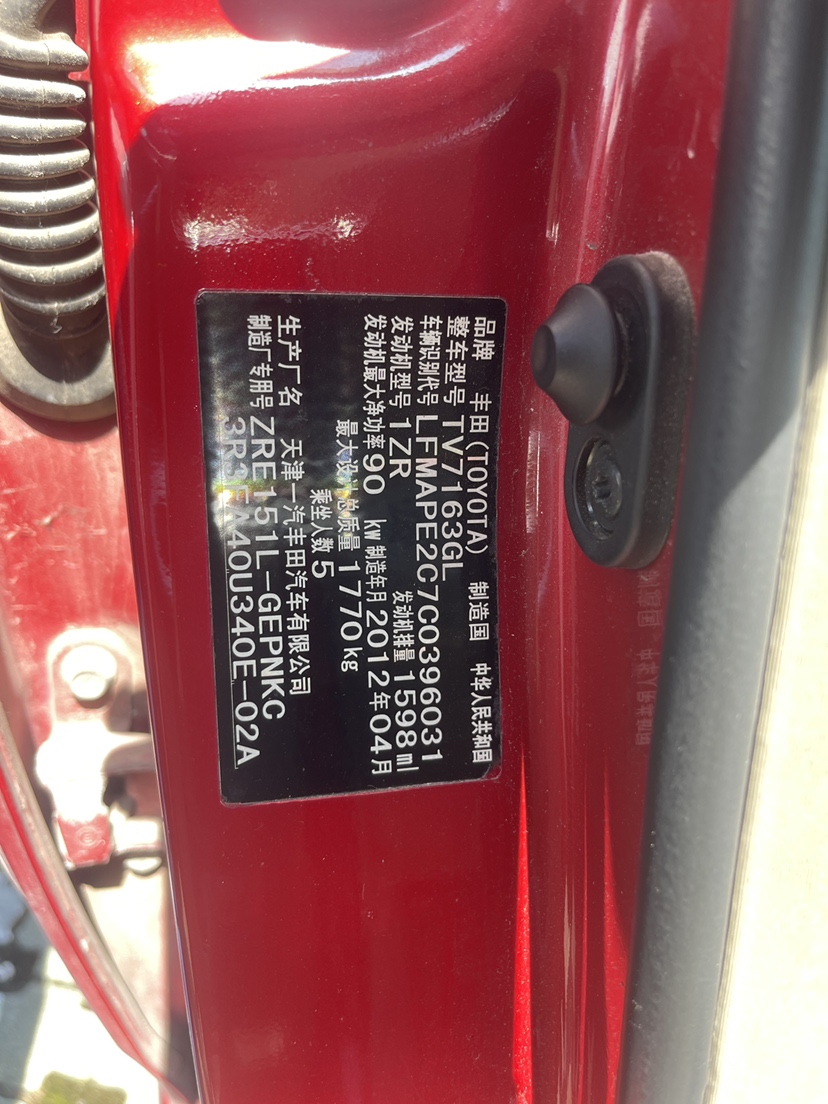 品牌 丰田(TOYOTA) 制造国 中华人民共和国
整车型号 TV7163GL
车辆识别代号 LFMAPE2C7C0396031
发动机型号 1ZR 发动机排量 1598ml
发动机最大净功率 90 kW 制造年月 2012年04月
最大设计总质量 1770kg
乘坐人数 5
生产厂名 天津一汽丰田汽车有限公司
制造厂专用号 ZRE151L-GEPNKC
A40U340E-02A